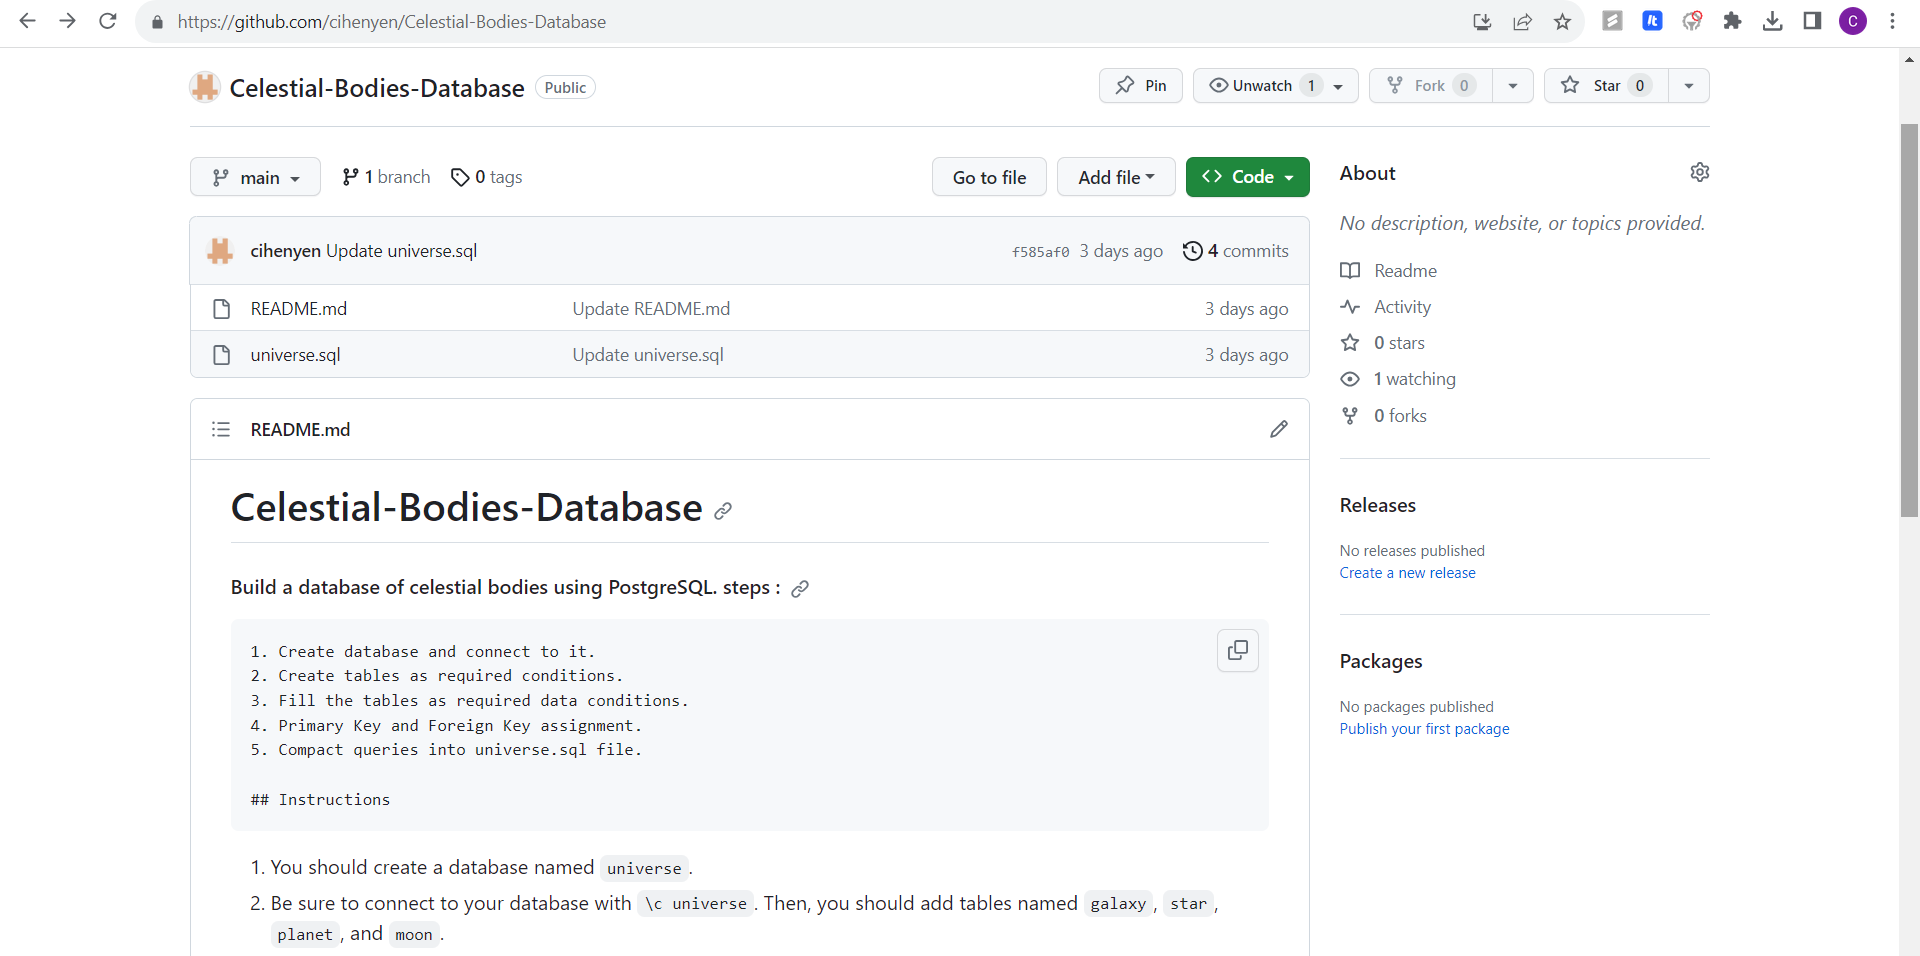 https://github.com/cihenyen/Celestial-Bodies-Database
C
Celestial-Bodies-Database Public
Pin
Unwatch 1
Fork 0
Star 0
main
1 branch
0 tags
Go to file
Add file
Code
cihenyen Update universe.sql
f585af0 3 days ago
4 commits
README.md Update README.md 3 days ago
universe.sql Update universe.sql 3 days ago
README.md
Celestial-Bodies-Database
Build a database of celestial bodies using PostgreSQL. steps :
1. Create database and connect to it.
2. Create tables as required conditions.
3. Fill the tables as required data conditions.
4. Primary Key and Foreign Key assignment.
5. Compact queries into universe.sql file.
## Instructions
1. You should create a database named universe.
2. Be sure to connect to your database with \c universe. Then, you should add tables named galaxy, star,
planet, and moon.
About
No description, website, or topics provided.
Readme
Activity
0 stars
1 watching
0 forks
Releases
No releases published
Create a new release
Packages
No packages published
Publish your first package